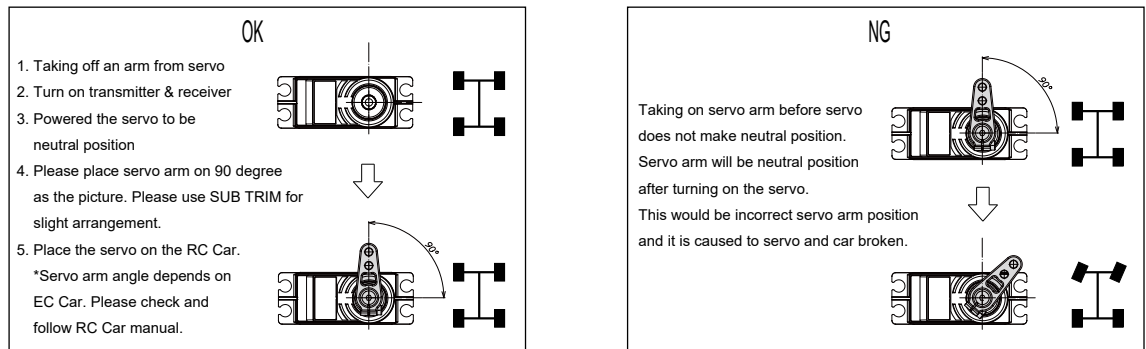 OK
1. Taking off an arm from servo
2. Turn on transmitter & receiver
3. Powered the servo to be
neutral position
4. Please place servo arm on 90 degree
as the picture. Please use SUB TRIM for
slight arrangement.
5. Place the servo on the RC Car.
*Servo arm angle depends on
EC Car. Please check and
follow RC Car manual.
90°
NG
Taking on servo arm before servo
does not make neutral position.
Servo arm will be neutral position
after turning on the servo.
This would be incorrect servo arm position
and it is caused to servo and car broken.
90°